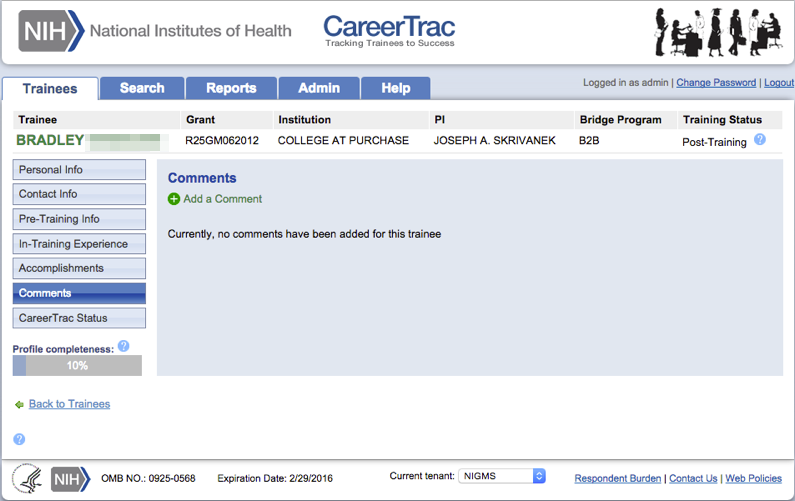 NIH National Institutes of Health
CareerTrac
Tracking Trainees to Success
Trainees Search Reports Admin Help
Logged in as admin | Change Password | Logout
Trainee Grant Institution PI Bridge Program Training Status
BRADLEY R25GM062012 COLLEGE AT PURCHASE JOSEPH A. SKRIVANEK B2B Post-Training ?
Personal Info
Contact Info
Pre-Training Info
In-Training Experience
Accomplishments
Comments
CareerTrac Status
Profile completeness: ?
10%
Comments
Add a Comment
Currently, no comments have been added for this trainee
Back to Trainees
?
NIH OMB NO.: 0925-0568 Expiration Date: 2/29/2016 Current tenant: NIGMS Respondent Burden | Contact Us | Web Policies